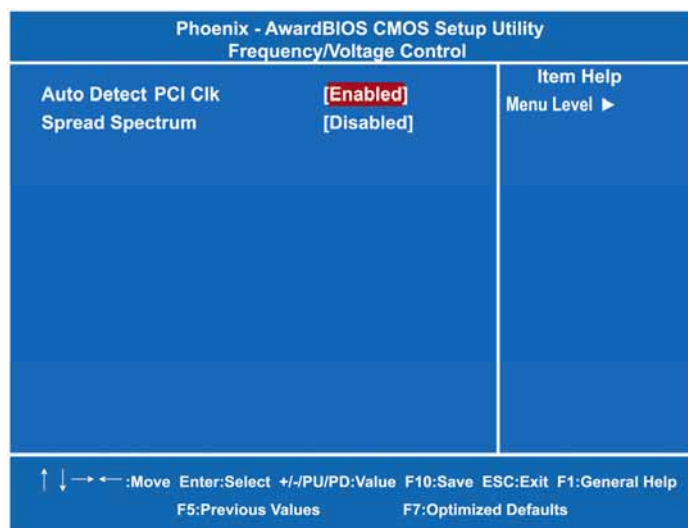 Phoenix - AwardBIOS CMOS Setup Utility
Frequency/Voltage Control
Auto Detect PCI Clk [Enabled]
Spread Spectrum [Disabled]
Item Help
Menu Level ►
↑ ↓ → ← :Move Enter:Select +/-/PU/PD:Value F10:Save ESC:Exit F1:General Help
F5:Previous Values F7:Optimized Defaults